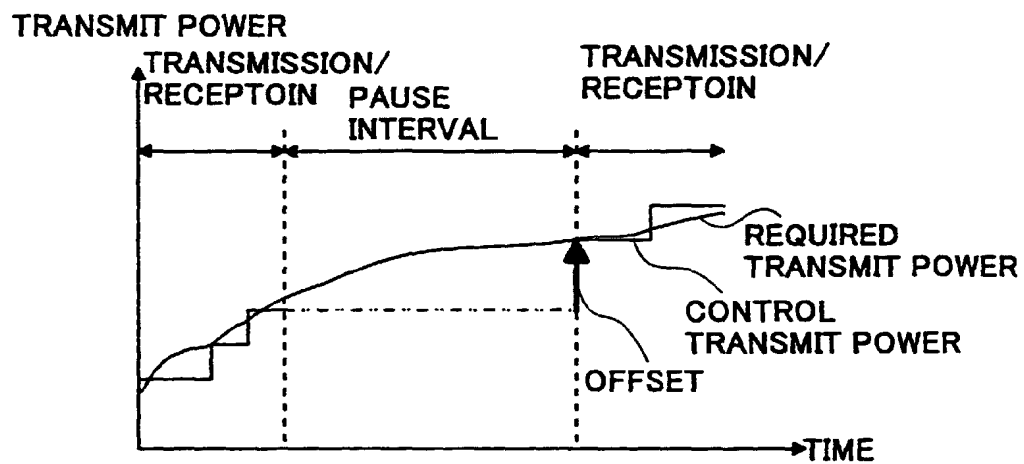 TRANSMIT POWER
TRANSMISSION/
RECEPTOIN
PAUSE
INTERVAL
TRANSMISSION/
RECEPTOIN
REQUIRED
TRANSMIT POWER
CONTROL
TRANSMIT POWER
OFFSET
TIME